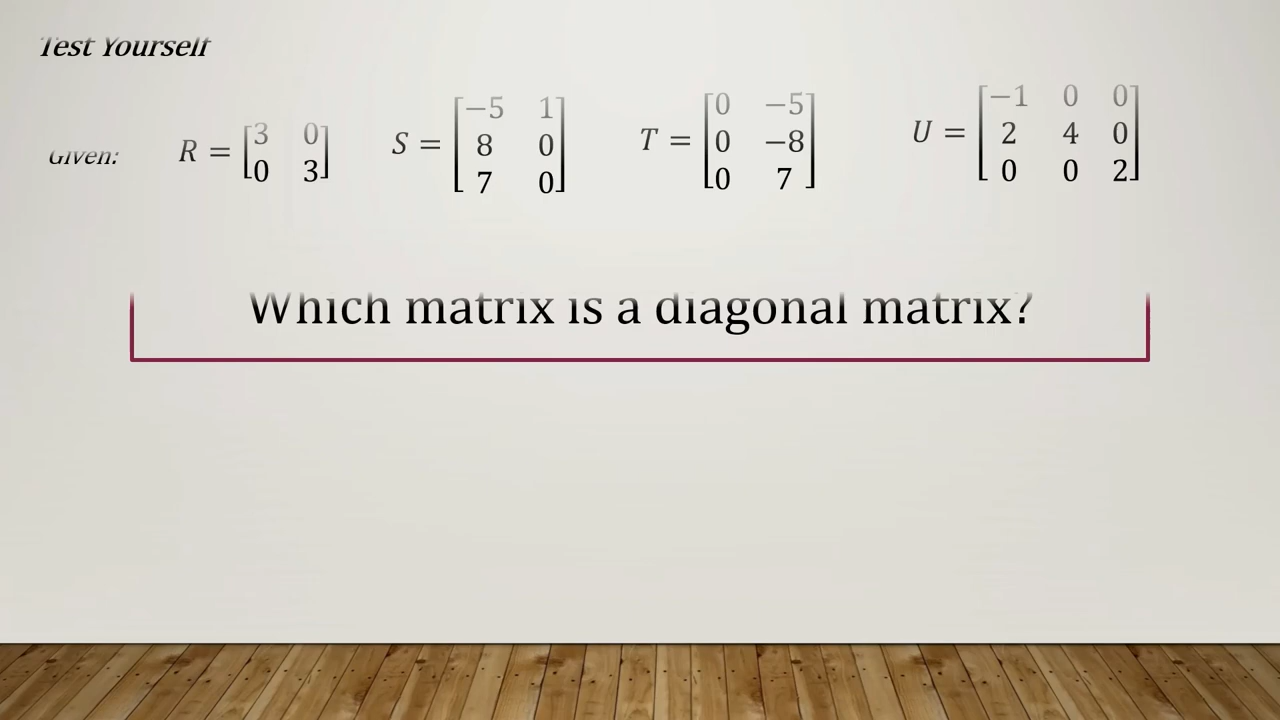 Test Yourself
Given: R = [3 0; 0 3] S = [−5 1; 8 0; 7 0] T = [0 −5; 0 −8; 0 7] U = [−1 0 0; 2 4 0; 0 0 2]
Which matrix is a diagonal matrix?